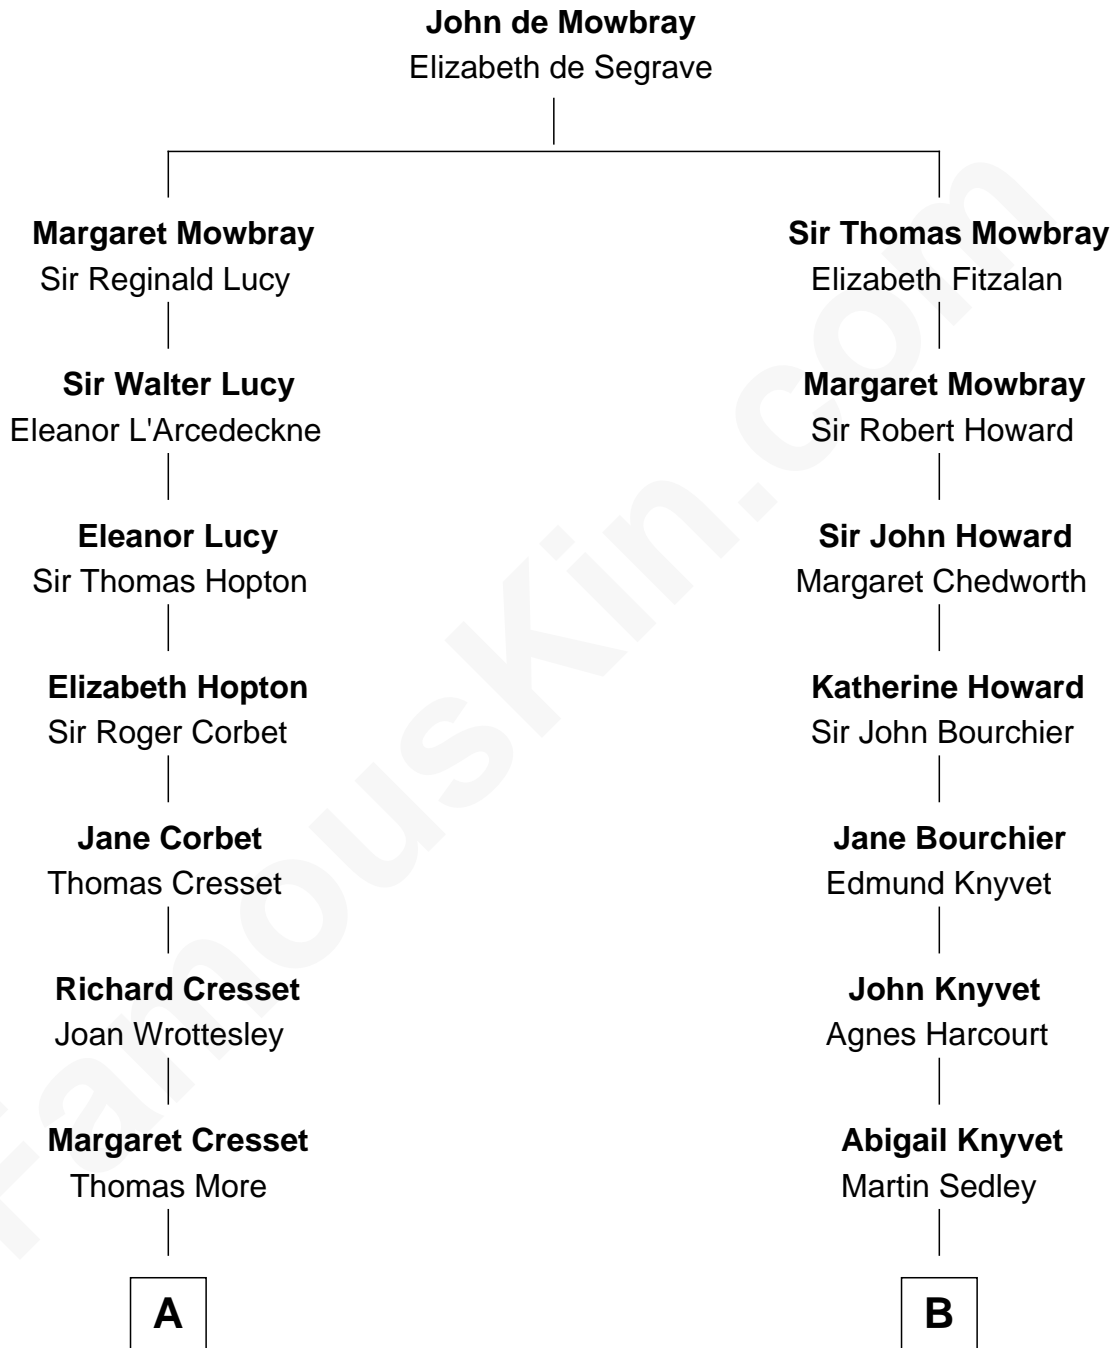 John de Mowbray
Elizabeth de Segrave
Margaret Mowbray
Sir Reginald Lucy
Sir Thomas Mowbray
Elizabeth Fitzalan
Sir Walter Lucy
Eleanor L'Arcedeckne
Margaret Mowbray
Sir Robert Howard
Eleanor Lucy
Sir Thomas Hopton
Sir John Howard
Margaret Chedworth
Elizabeth Hopton
Sir Roger Corbet
Katherine Howard
Sir John Bourchier
Jane Corbet
Thomas Cresset
Jane Bourchier
Edmund Knyvet
Richard Cresset
Joan Wrottesley
John Knyvet
Agnes Harcourt
Margaret Cresset
Thomas More
Abigail Knyvet
Martin Sedley
A
B
FamousKin.com